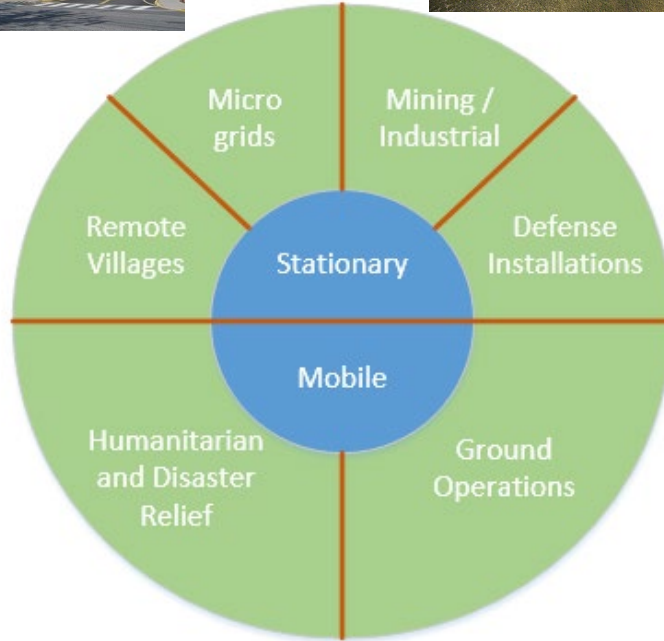 Micro
grids
Mining /
Industrial
Remote
Villages
Stationary
Defense
Installations
Mobile
Humanitarian
and Disaster
Relief
Ground
Operations